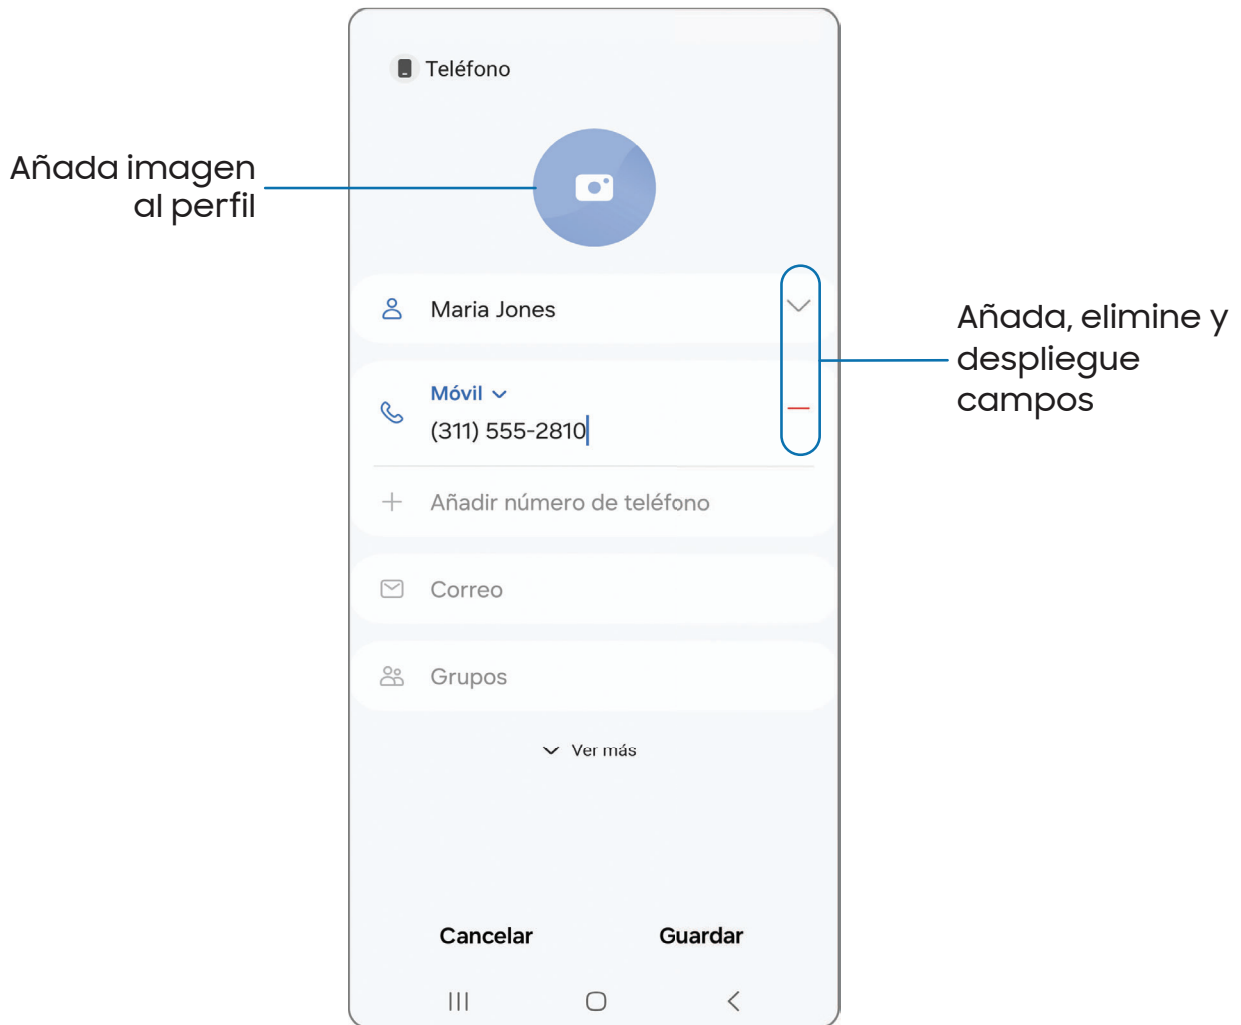 Teléfono
Añada imagen
al perfil
Maria Jones
Añada, elimine y
despliegue
campos
Móvil
(311) 555-2810
Añadir número de teléfono
Correo
Grupos
Ver más
Cancelar
Guardar